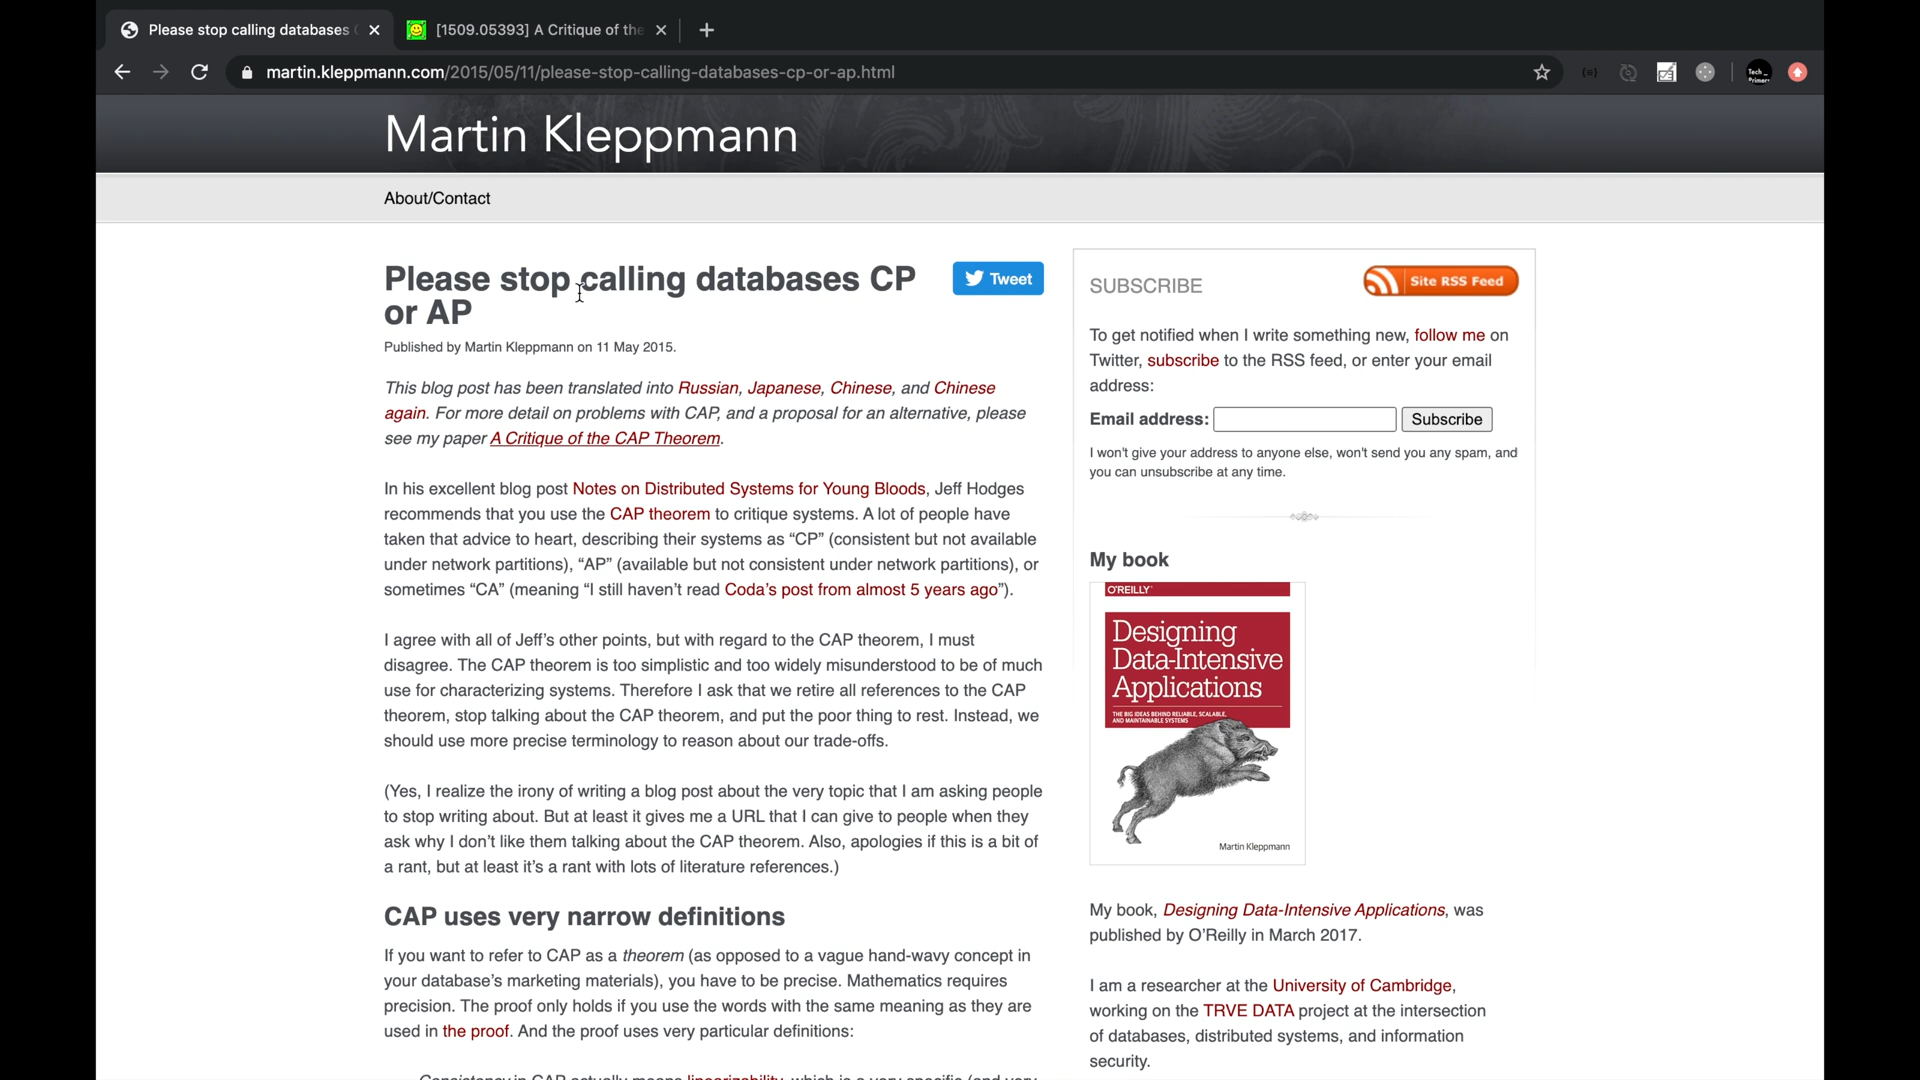 Please stop calling databases
[1509.05393] A Critique of the
martin.kleppmann.com/2015/05/11/please-stop-calling-databases-cp-or-ap.html
Martin Kleppmann
About/Contact
Please stop calling databases CP
or AP
Tweet
Published by Martin Kleppmann on 11 May 2015.
This blog post has been translated into Russian, Japanese, Chinese, and Chinese
again. For more detail on problems with CAP, and a proposal for an alternative, please
see my paper A Critique of the CAP Theorem.
In his excellent blog post Notes on Distributed Systems for Young Bloods, Jeff Hodges
recommends that you use the CAP theorem to critique systems. A lot of people have
taken that advice to heart, describing their systems as “CP” (consistent but not available
under network partitions), “AP” (available but not consistent under network partitions), or
sometimes “CA” (meaning “I still haven’t read Coda’s post from almost 5 years ago”).
I agree with all of Jeff’s other points, but with regard to the CAP theorem, I must
disagree. The CAP theorem is too simplistic and too widely misunderstood to be of much
use for characterizing systems. Therefore I ask that we retire all references to the CAP
theorem, stop talking about the CAP theorem, and put the poor thing to rest. Instead, we
should use more precise terminology to reason about our trade-offs.
(Yes, I realize the irony of writing a blog post about the very topic that I am asking people
to stop writing about. But at least it gives me a URL that I can give to people when they
ask why I don’t like them talking about the CAP theorem. Also, apologies if this is a bit of
a rant, but at least it’s a rant with lots of literature references.)
CAP uses very narrow definitions
If you want to refer to CAP as a theorem (as opposed to a vague hand-wavy concept in
your database’s marketing materials), you have to be precise. Mathematics requires
precision. The proof only holds if you use the words with the same meaning as they are
used in the proof. And the proof uses very particular definitions:
Consistency in CAP actually means linearizability, which is a very specific (and very
SUBSCRIBE
Site RSS Feed
To get notified when I write something new, follow me on
Twitter, subscribe to the RSS feed, or enter your email
address:
Email address:
Subscribe
I won't give your address to anyone else, won't send you any spam, and
you can unsubscribe at any time.
My book
O'REILLY
Designing
Data-Intensive
Applications
THE BIG IDEAS BEHIND RELIABLE, SCALABLE,
AND MAINTAINABLE SYSTEMS
Martin Kleppmann
My book, Designing Data-Intensive Applications, was
published by O’Reilly in March 2017.
I am a researcher at the University of Cambridge,
working on the TRVE DATA project at the intersection
of databases, distributed systems, and information
security.